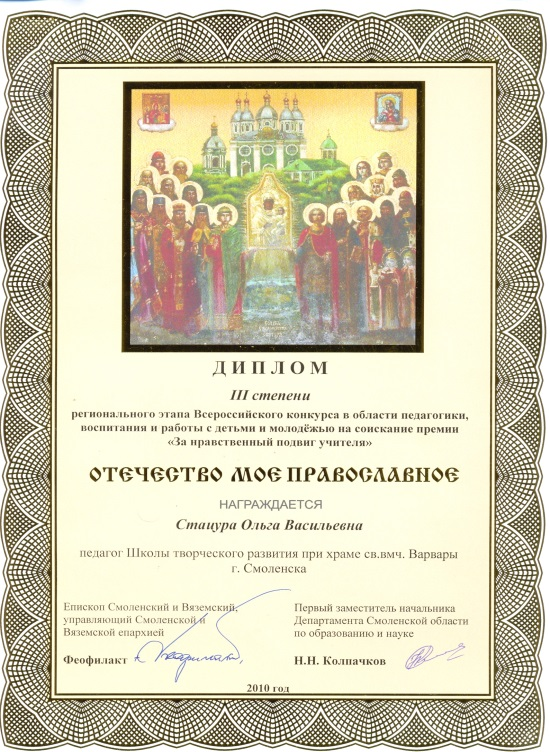 ДИПЛОМ
III степени
регионального этапа Всероссийского конкурса в области педагогики,
воспитания и работы с детьми и молодёжью на соискание премии
«За нравственный подвиг учителя»
ОТЕЧЕСТВО МОЕ ПРАВОСЛАВНОЕ
НАГРАЖДАЕТСЯ
Стацура Ольга Васильевна
педагог Школы творческого развития при храме св.вмч. Варвары
г. Смоленска
Епископ Смоленский и Вяземский,
управляющий Смоленской и
Вяземской епархией
Феофилакт
Первый заместитель начальника
Департамента Смоленской области
по образованию и науке
Н.Н. Колпачков
2010 год